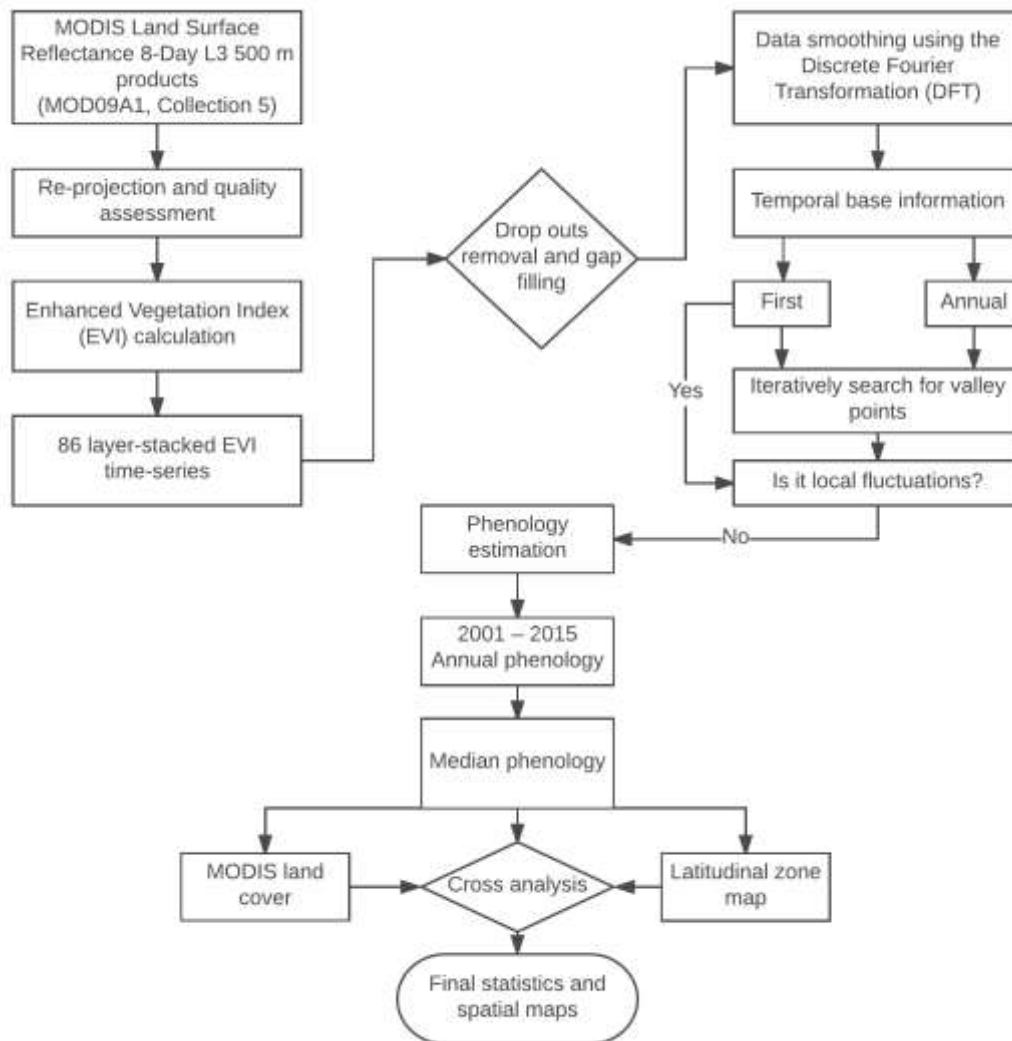 MODIS Land Surface
Reflectance 8-Day L3 500 m
products
(MOD09A1, Collection 5)
Re-projection and quality
assessment
Enhanced Vegetation Index
(EVI) calculation
86 layer-stacked EVI
time-series
Drop outs
removal and gap
filling
Data smoothing using the
Discrete Fourier
Transformation (DFT)
Temporal base information
First
Annual
Yes
Iteratively search for valley
points
Is it local fluctuations?
No
Phenology
estimation
2001 – 2015
Annual phenology
Median phenology
MODIS land
cover
Cross analysis
Latitudinal zone
map
Final statistics and
spatial maps